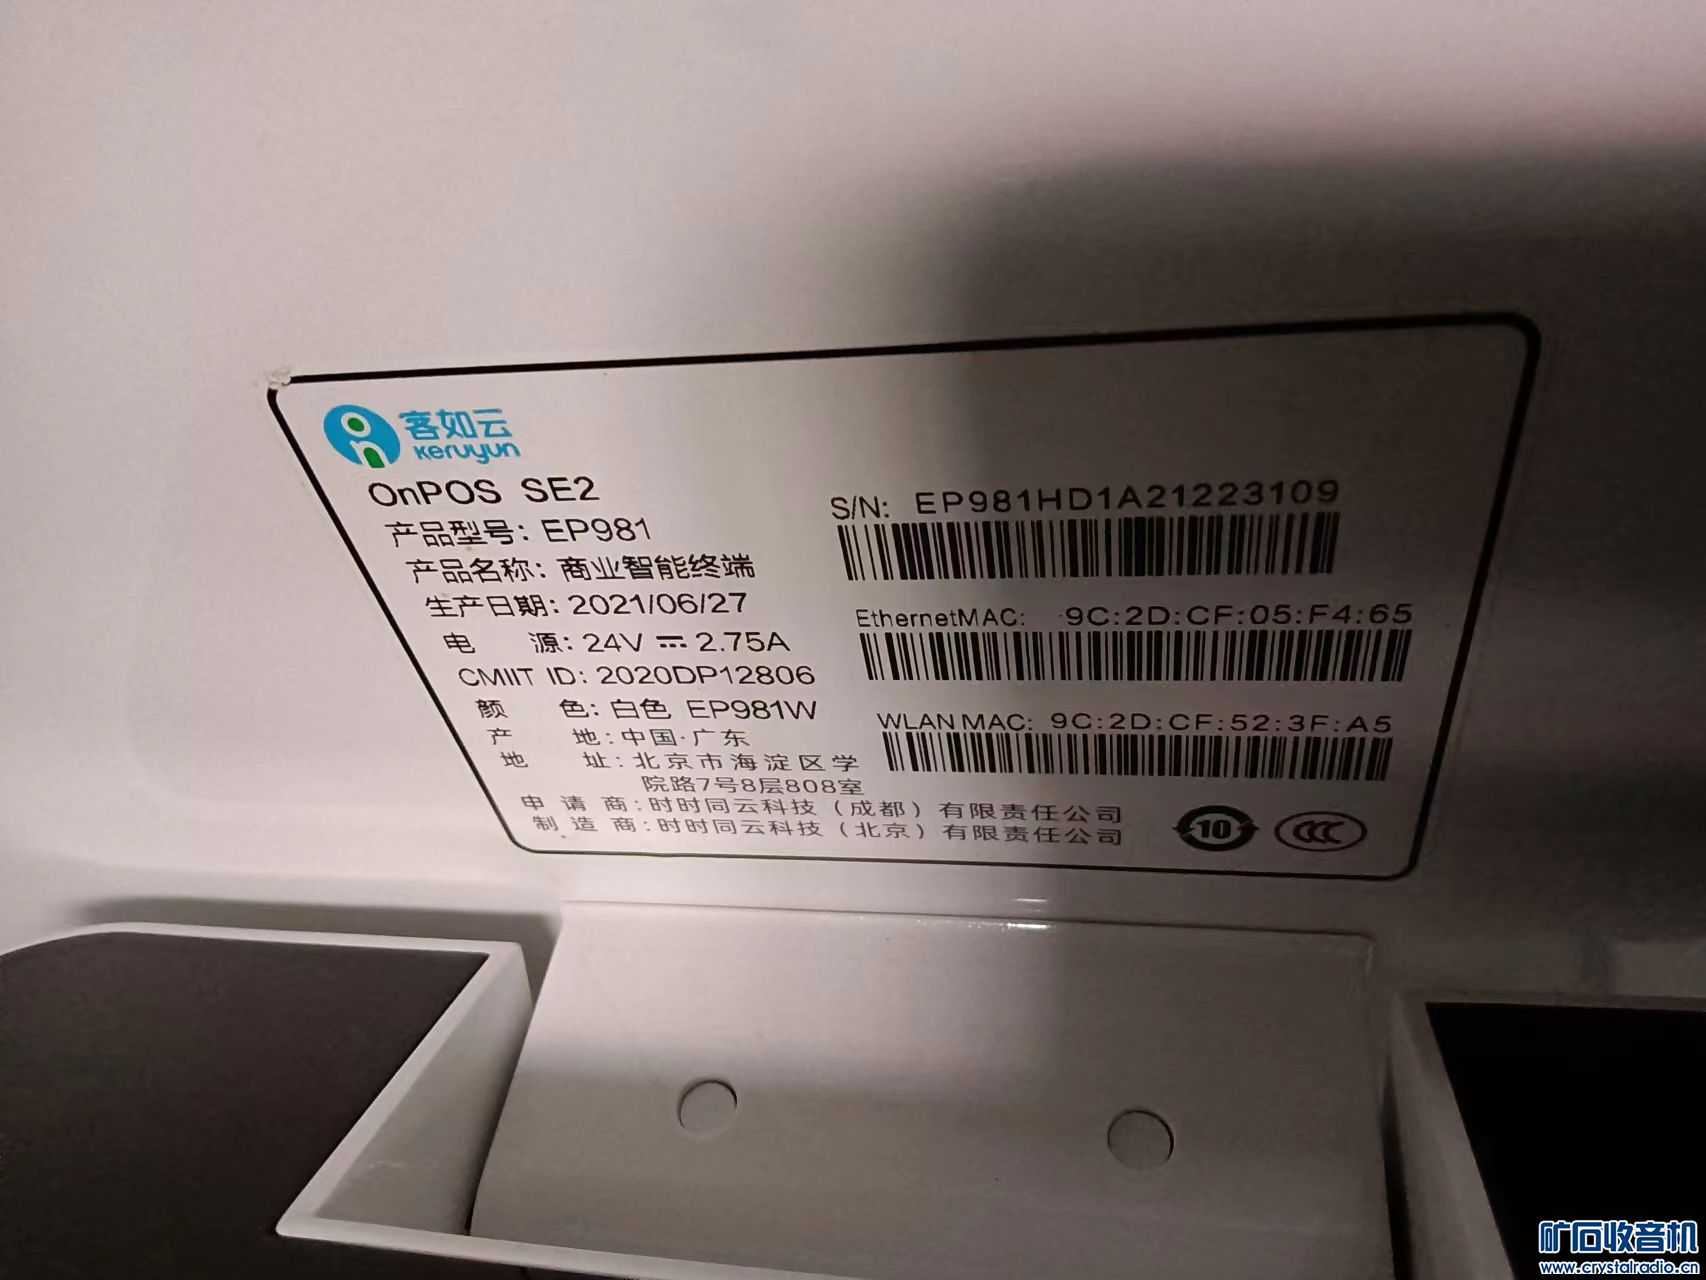 客如云
keruyun
OnPOS SE2
产品型号: EP981
产品名称: 商业智能终端
生产日期: 2021/06/27
电 源: 24V 2.75A
CMIIT ID: 2020DP12806
颜 色: 白色 EP981W
产 地: 中国·广东
地 址: 北京市海淀区学
院路7号8层808室
申 请 商: 时时同云科技（成都）有限责任公司
制 造 商: 时时同云科技（北京）有限责任公司
S/N: EP981HD1A21223109
EthernetMAC: 9C:2D:CF:05:F4:65
WLAN MAC: 9C:2D:CF:52:3F:A5
10
CCC
矿石收音机
www.crystalradio.cn